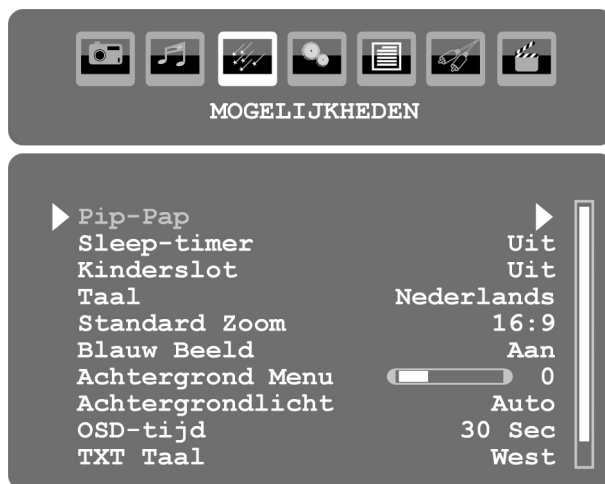 MOGELIJKHEDEN
Pip-Pap
Sleep-timer Uit
Kinderslot Uit
Taal Nederlands
Standard Zoom 16:9
Blauw Beeld Aan
Achtergrond Menu 0
Achtergrondlicht Auto
OSD-tijd 30 Sec
TXT Taal West